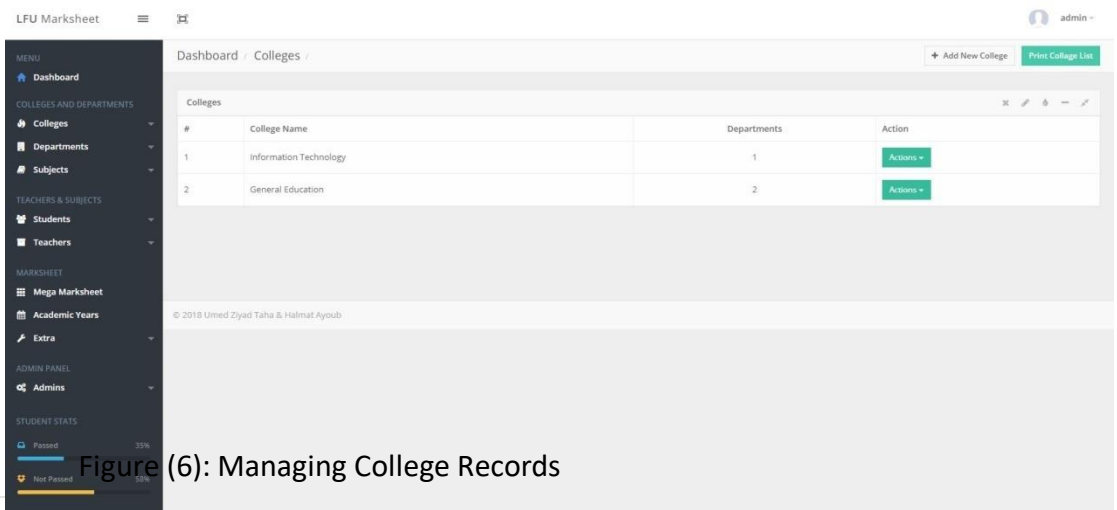 LFU Marksheet
admin
MENU
Dashboard
COLLEGES AND DEPARTMENTS
Colleges
Departments
Subjects
TEACHERS & SUBJECTS
Students
Teachers
MARKSHEET
Mega Marksheet
Academic Years
Extra
ADMIN PANEL
Admins
STUDENT STATS
Passed 35%
Not Passed 58%
Dashboard / Colleges /
+ Add New College
Print Collage List
Colleges
# College Name Departments Action
1 Information Technology 1 Actions
2 General Education 2 Actions
© 2018 Umed Ziyad Taha & Halmat Ayoub
Figure (6): Managing College Records